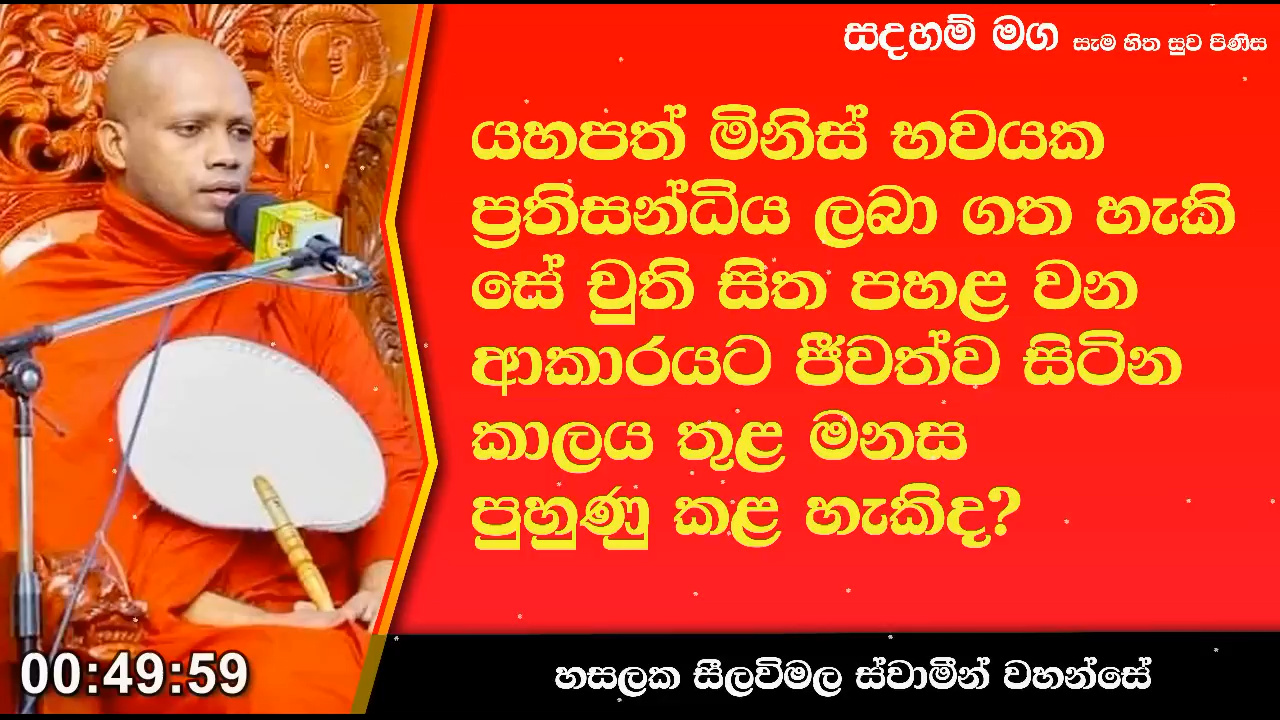 සදහම් මග සැම හිත සුව පිණිස
යහපත් මිනිස් භවයක
ප්‍රතිසන්ධිය ලබා ගත හැකි
සේ චුති සිත පහළ වන
ආකාරයට ජීවත්ව සිටින
කාලය තුළ මනස
පුහුණු කළ හැකිද?
00:49:59
හසලක සීලවිමල ස්වාමීන් වහන්සේ